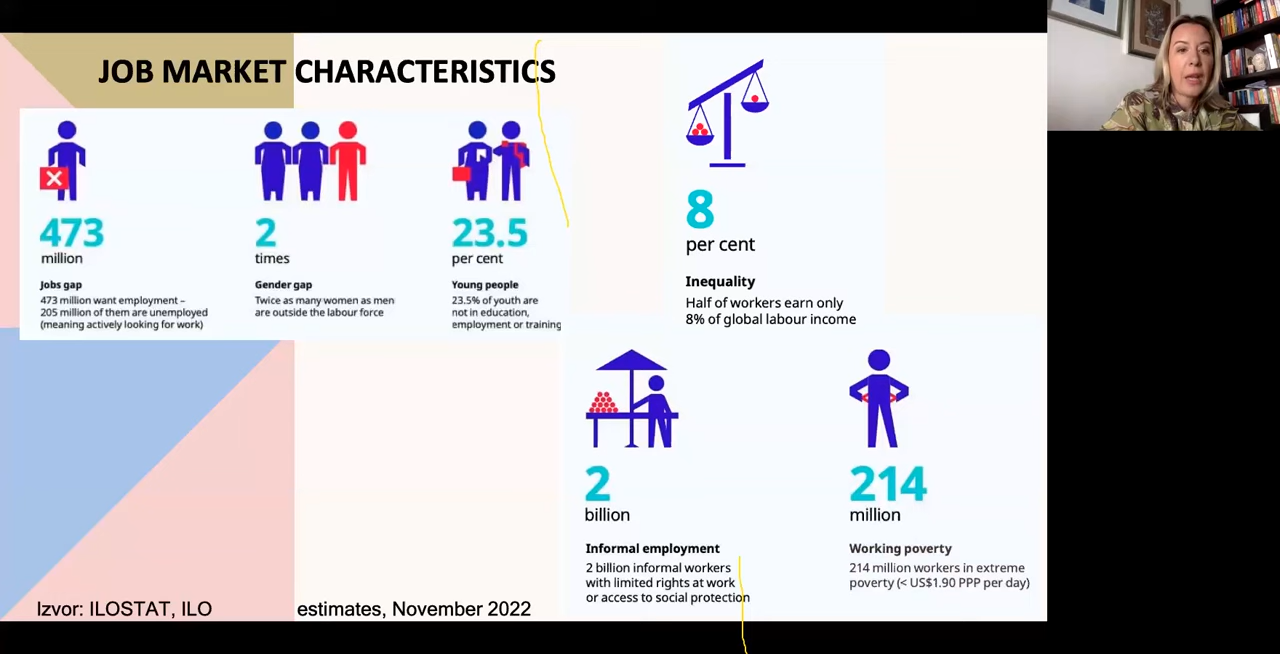 JOB MARKET CHARACTERISTICS
473
million
Jobs gap
473 million want employment –
205 million of them are unemployed
(meaning actively looking for work)
2
times
Gender gap
Twice as many women as men
are outside the labour force
23.5
per cent
Young people
23.5% of youth are
not in education,
employment or training
8
per cent
Inequality
Half of workers earn only
8% of global labour income
2
billion
Informal employment
2 billion informal workers
with limited rights at work
or access to social protection
214
million
Working poverty
214 million workers in extreme
poverty (< US$1.90 PPP per day)
Izvor: ILOSTAT, ILO estimates, November 2022